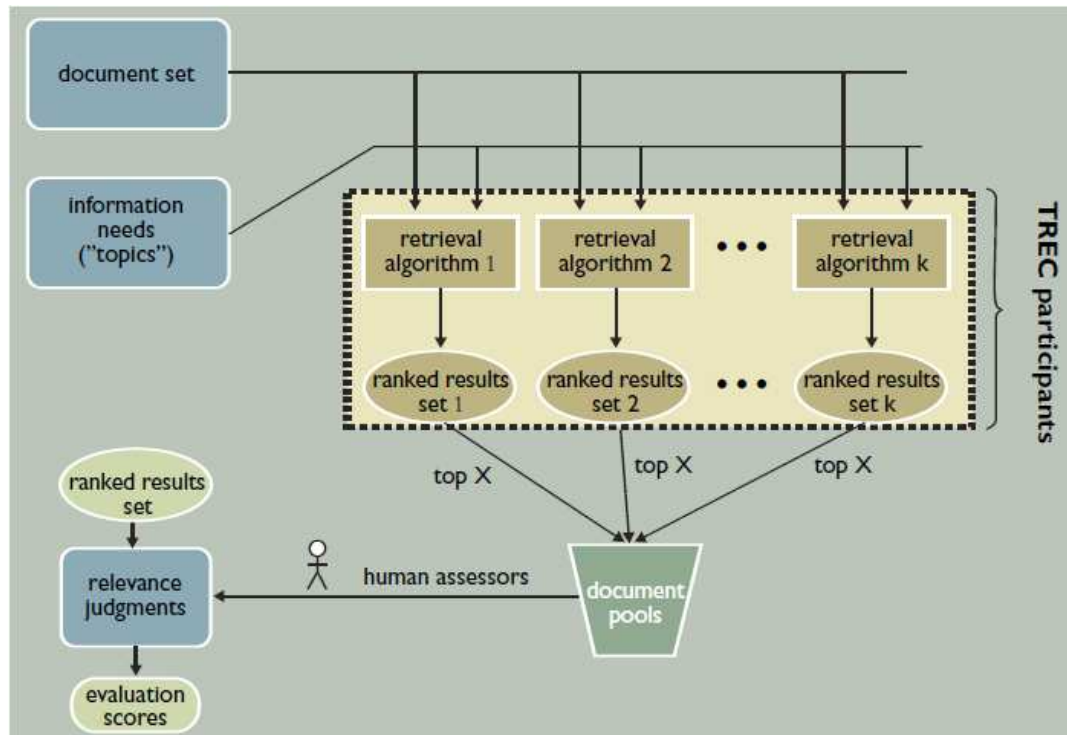 document set
information
needs
("topics")
retrieval
algorithm 1
retrieval
algorithm 2
•••
retrieval
algorithm k
ranked results
set 1
ranked results
set 2
•••
ranked results
set k
TREC participants
top X
top X
top X
ranked results
set
relevance
judgments
human assessors
document
pools
evaluation
scores